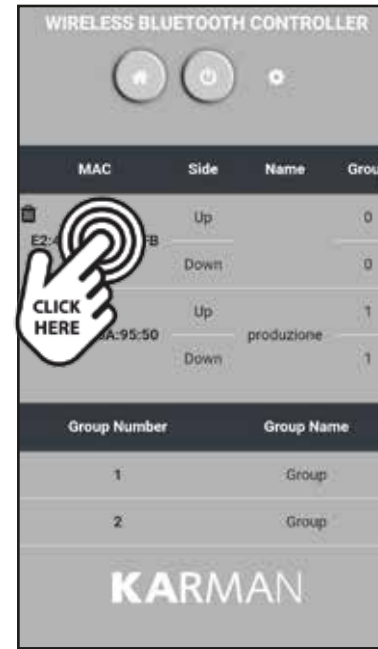 WIRELESS BLUETOOTH CONTROLLER
MAC Side Name Grou
Up 0
E2:4 FB
Down 0
CLICK
HERE
Up 1
A:95:50 produzione
Down 1
Group Number Group Name
1 Group
2 Group
KARMAN